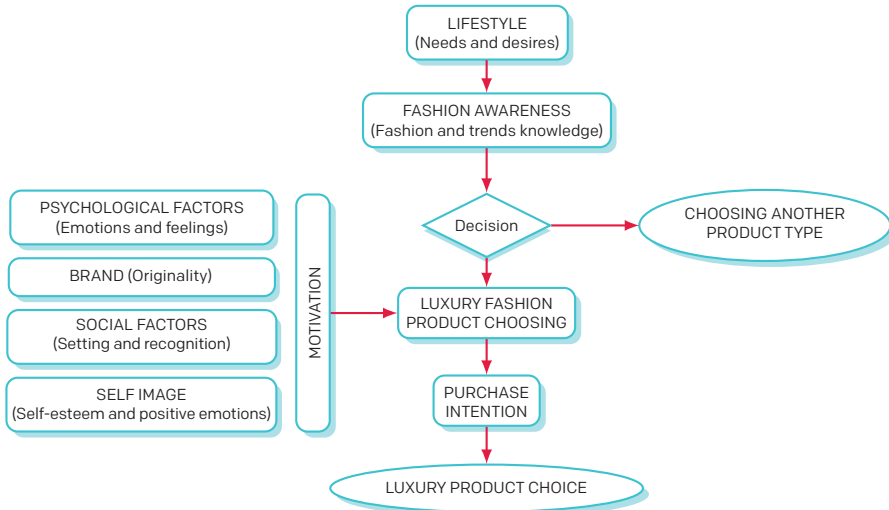 LIFESTYLE
(Needs and desires)
FASHION AWARENESS
(Fashion and trends knowledge)
Decision
CHOOSING ANOTHER
PRODUCT TYPE
PSYCHOLOGICAL FACTORS
(Emotions and feelings)
BRAND (Originality)
SOCIAL FACTORS
(Setting and recognition)
SELF IMAGE
(Self-esteem and positive emotions)
MOTIVATION
LUXURY FASHION
PRODUCT CHOOSING
PURCHASE
INTENTION
LUXURY PRODUCT CHOICE